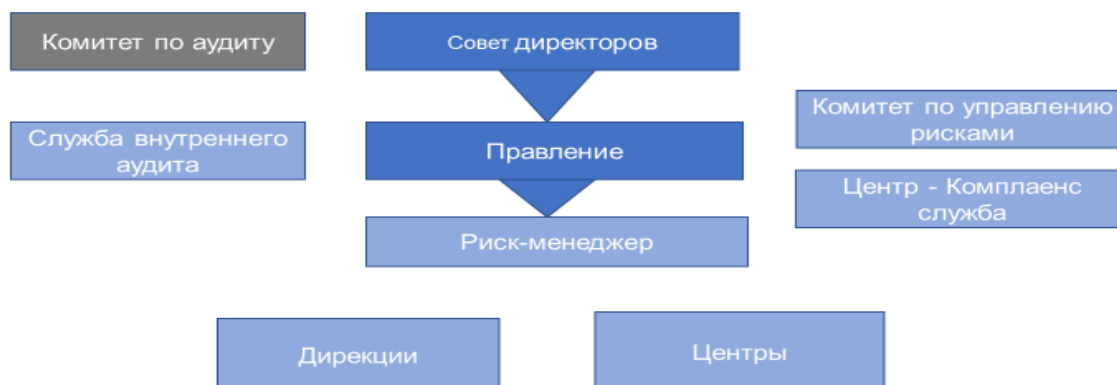 Комитет по аудиту
Совет директоров
Комитет по управлению
рисками
Служба внутреннего
аудита
Правление
Центр - Комплаенс
служба
Риск-менеджер
Дирекции
Центры